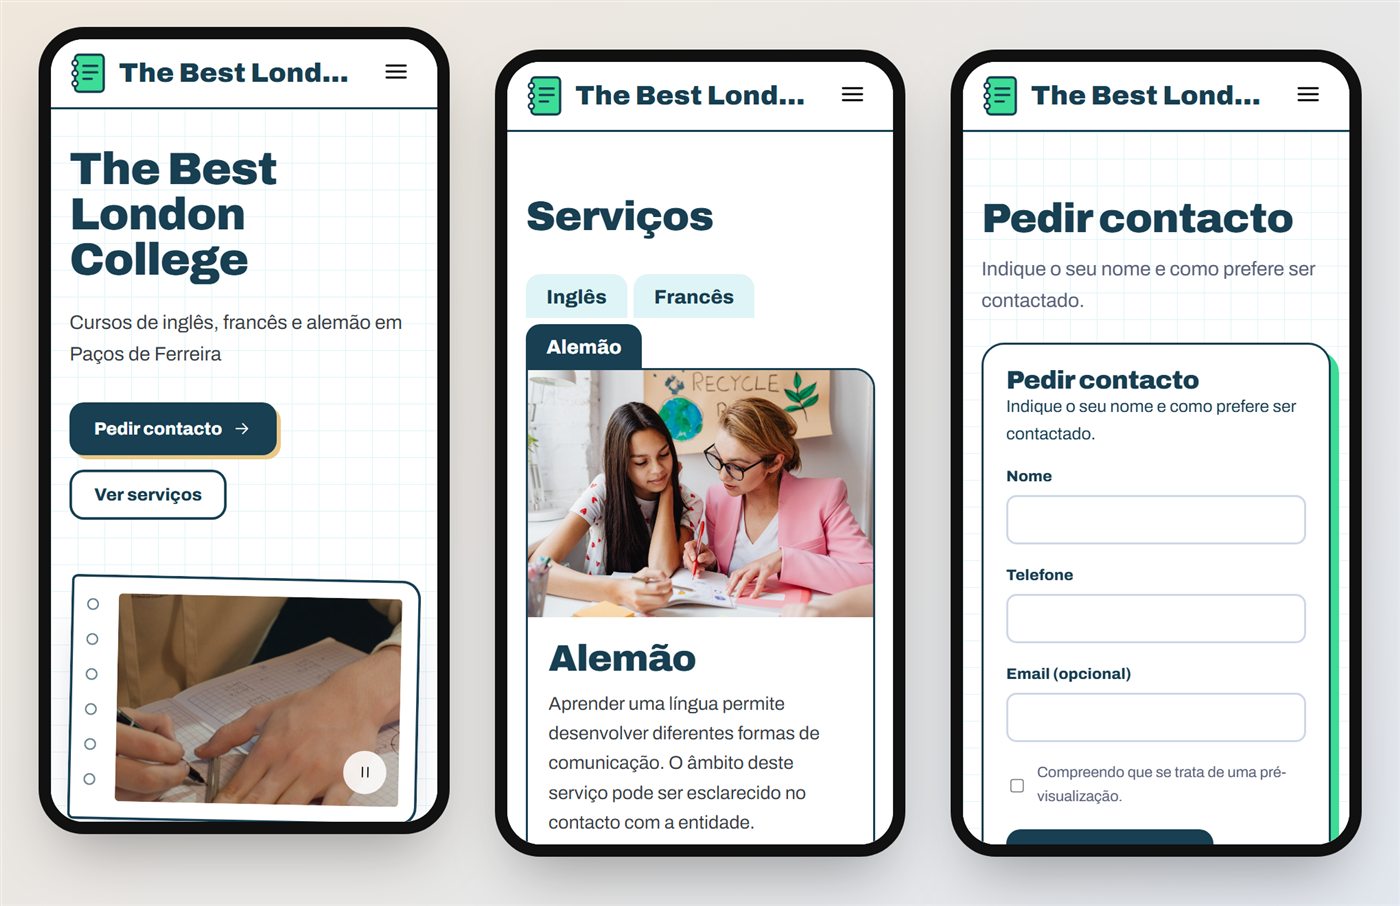 The Best Lond...
The Best
London
College
Cursos de inglês, francês e alemão em
Paços de Ferreira
Pedir contacto →
Ver serviços
The Best Lond...
Serviços
Inglês
Francês
Alemão
RECYCLE
Alemão
Aprender uma língua permite
desenvolver diferentes formas de
comunicação. O âmbito deste
serviço pode ser esclarecido no
contacto com a entidade.
The Best Lond...
Pedir contacto
Indique o seu nome e como prefere ser
contactado.
Pedir contacto
Indique o seu nome e como prefere ser
contactado.
Nome
Telefone
Email (opcional)
Compreendo que se trata de uma pré-
visualização.